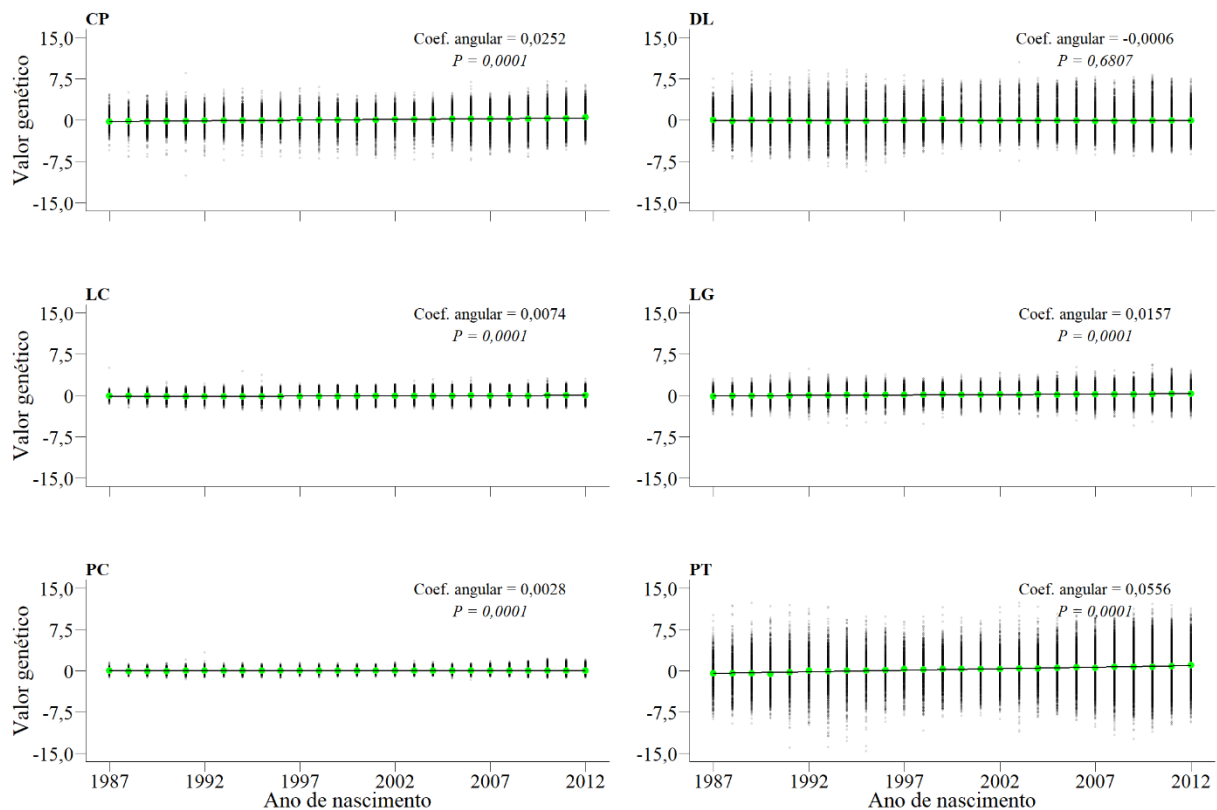 CP
Coef. angular = 0,0252
P = 0,0001
Valor genético
15,0
7,5
0
-7,5
-15,0
DL
Coef. angular = -0,0006
P = 0,6807
15,0
7,5
0
-7,5
-15,0
LC
Coef. angular = 0,0074
P = 0,0001
Valor genético
15,0
7,5
0
-7,5
-15,0
LG
Coef. angular = 0,0157
P = 0,0001
15,0
7,5
0
-7,5
-15,0
PC
Coef. angular = 0,0028
P = 0,0001
Valor genético
15,0
7,5
0
-7,5
-15,0
1987 1992 1997 2002 2007 2012
Ano de nascimento
PT
Coef. angular = 0,0556
P = 0,0001
15,0
7,5
0
-7,5
-15,0
1987 1992 1997 2002 2007 2012
Ano de nascimento